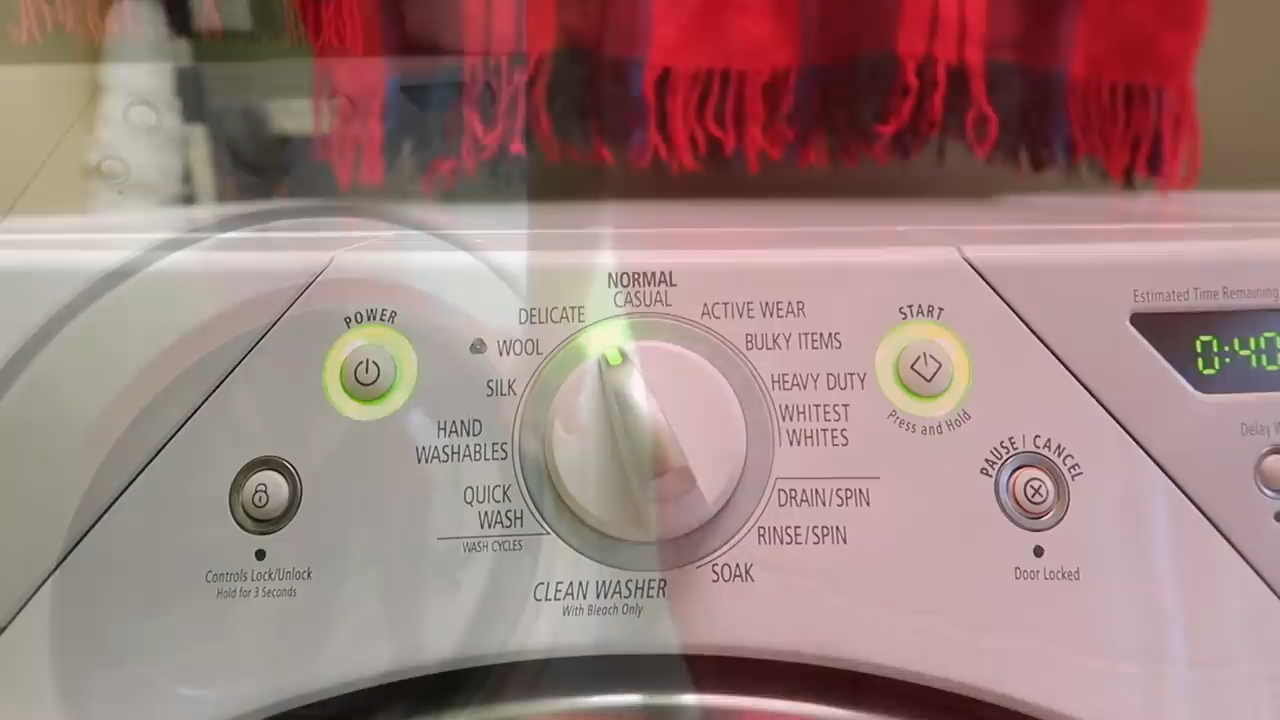 Estimated Time Remaining
0:40
POWER
NORMAL
CASUAL
DELICATE
ACTIVE WEAR
START
WOOL
BULKY ITEMS
SILK
HEAVY DUTY
WHITEST
WHITES
Press and Hold
HAND
WASHABLES
PAUSE/CANCEL
Delay
QUICK
WASH
WASH CYCLES
DRAIN/SPIN
RINSE/SPIN
SOAK
CLEAN WASHER
With Bleach Only
Controls Lock/Unlock
Hold for 3 Seconds
Door Locked